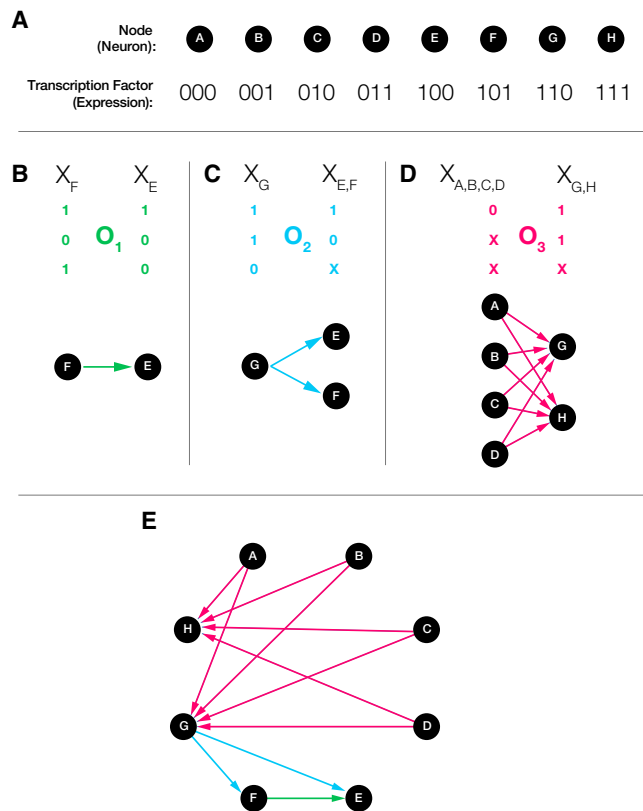 A
Node
(Neuron):
A B C D E F G H
Transcription Factor
(Expression):
000 001 010 011 100 101 110 111
B
X_F X_E
1 1
0 O_1 0
1 0
F E
C
X_G X_E,F
1 1
1 O_2 0
0 X
E
G
F
D
X_A,B,C,D X_G,H
0 1
X O_3 1
X X
A
G
B
C
H
D
E
A B
H C
G D
F E